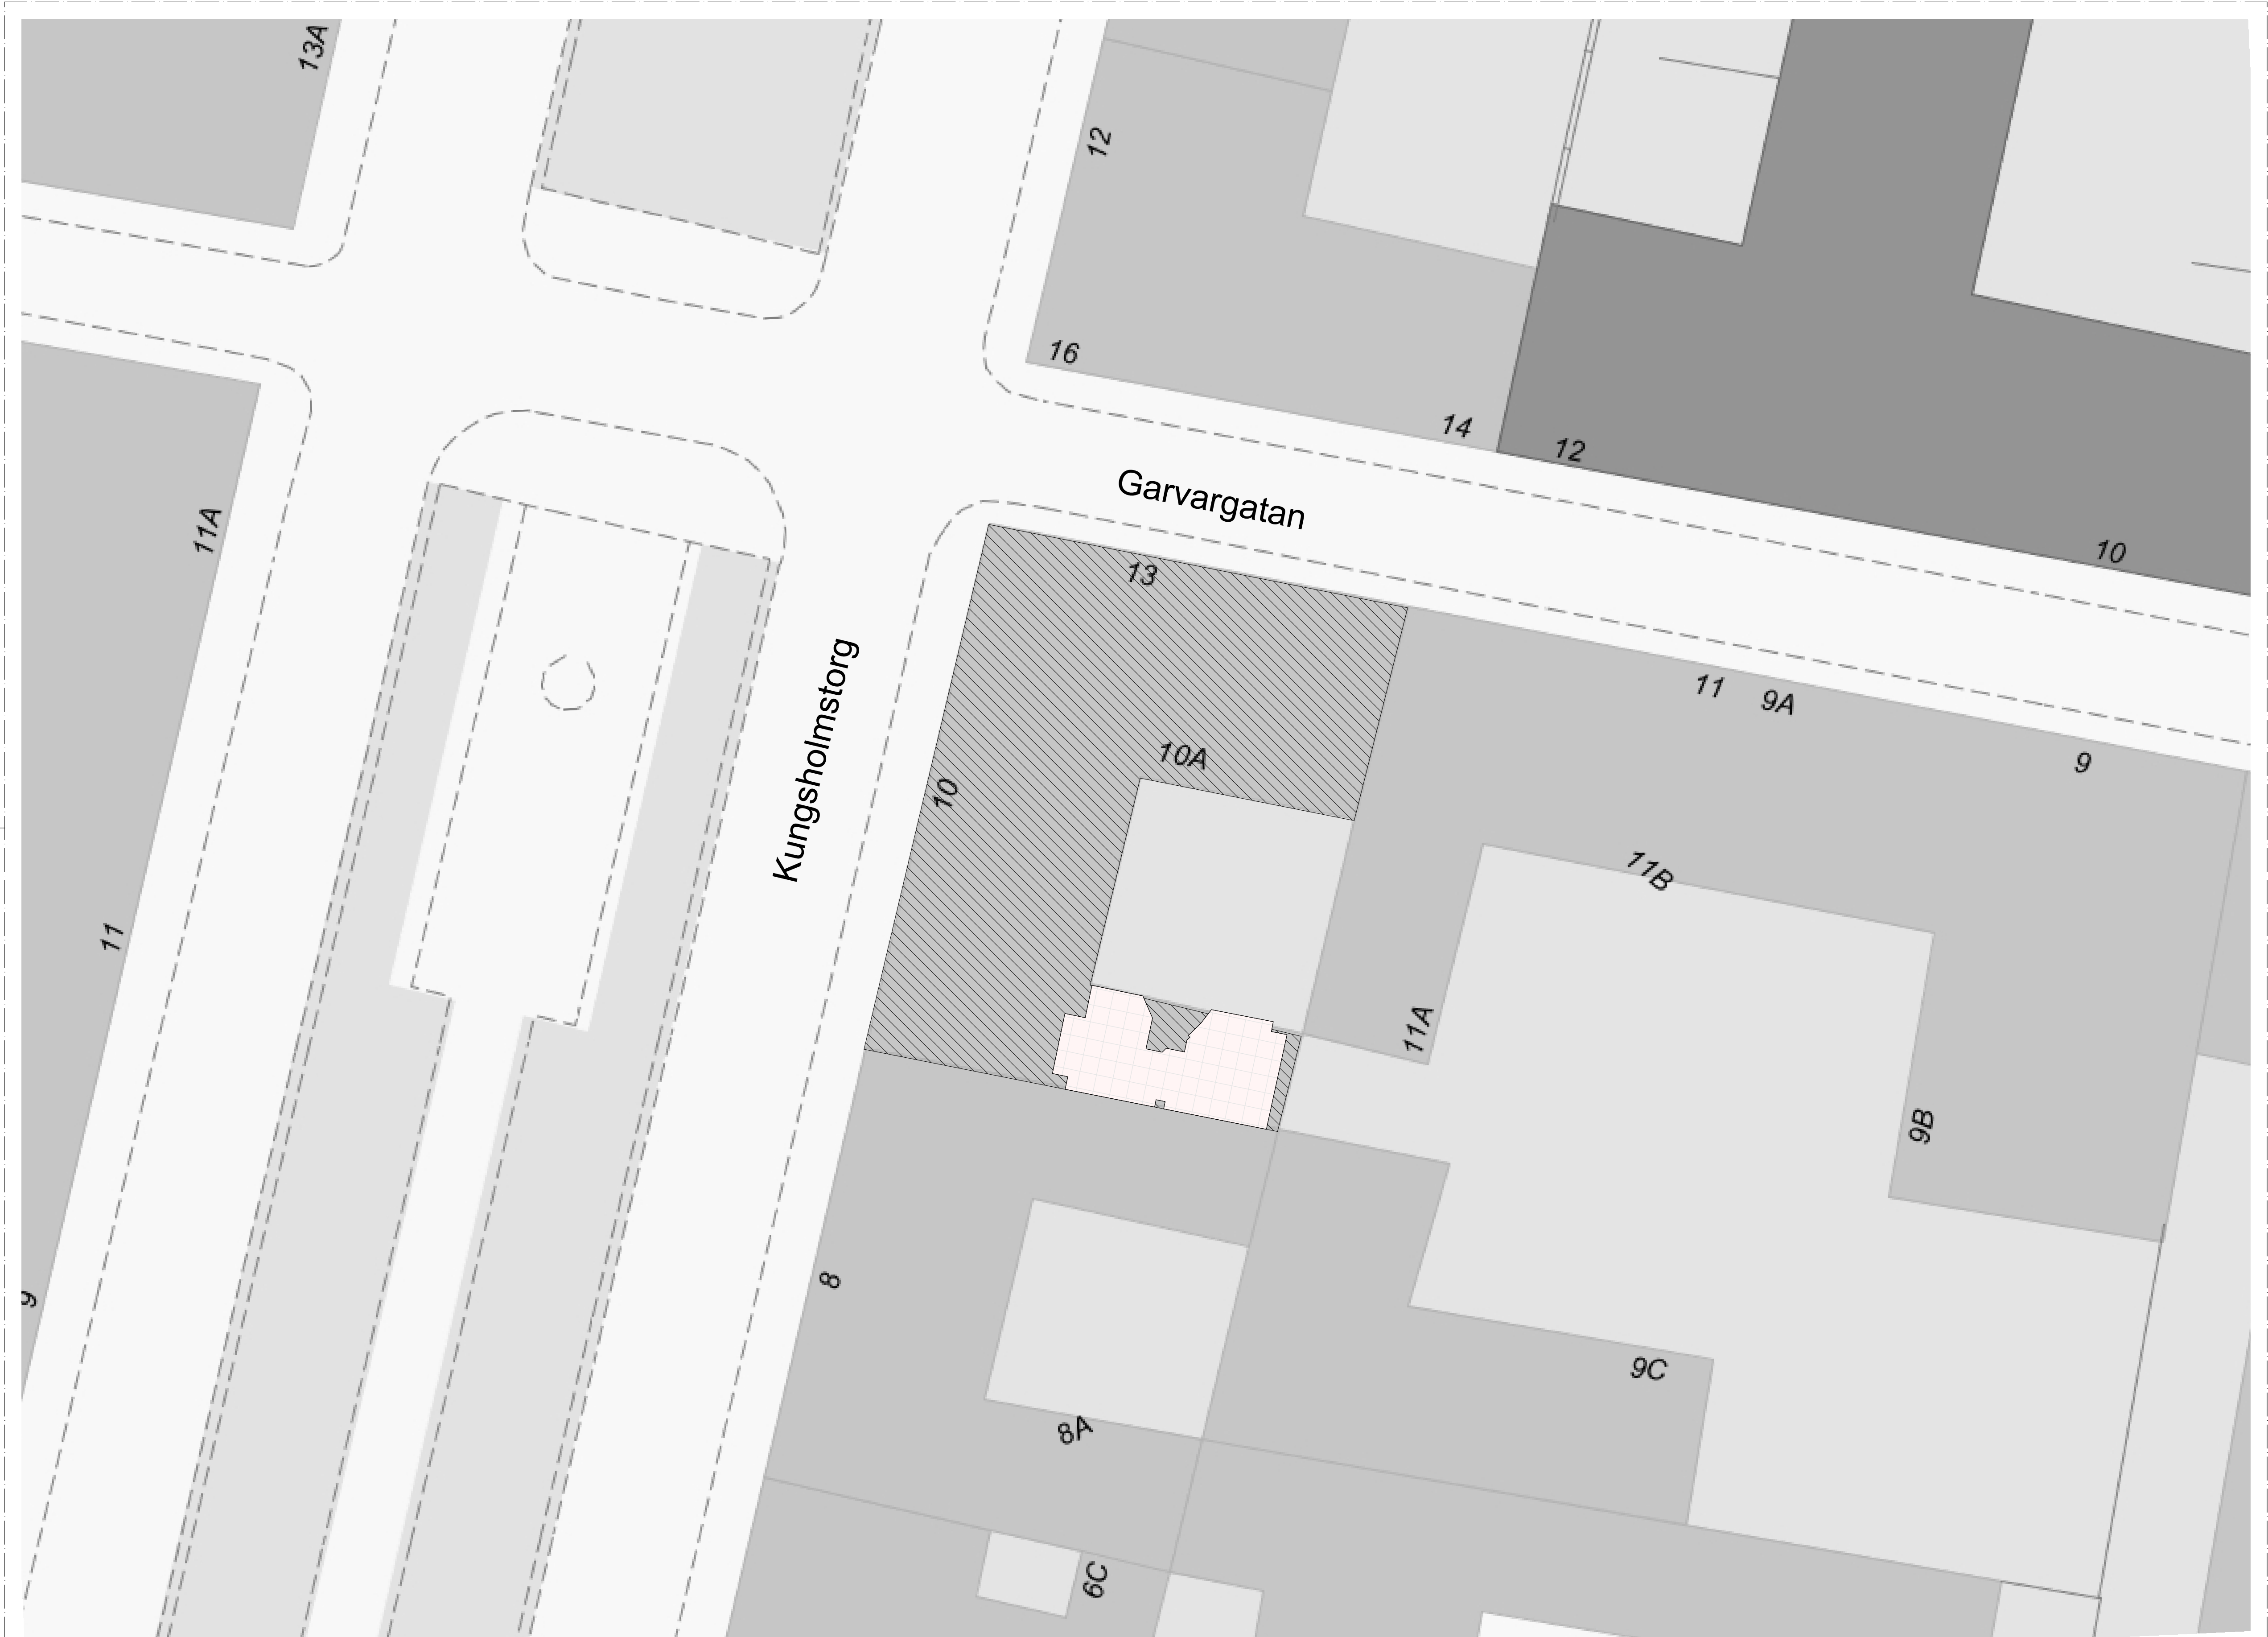 13A
12
16
14
12
Garvargatan
11A
10
13
11
9A
Kungsholmstorg
10A
9
10
11B
11
11A
9B
8
9
9C
8A
6C